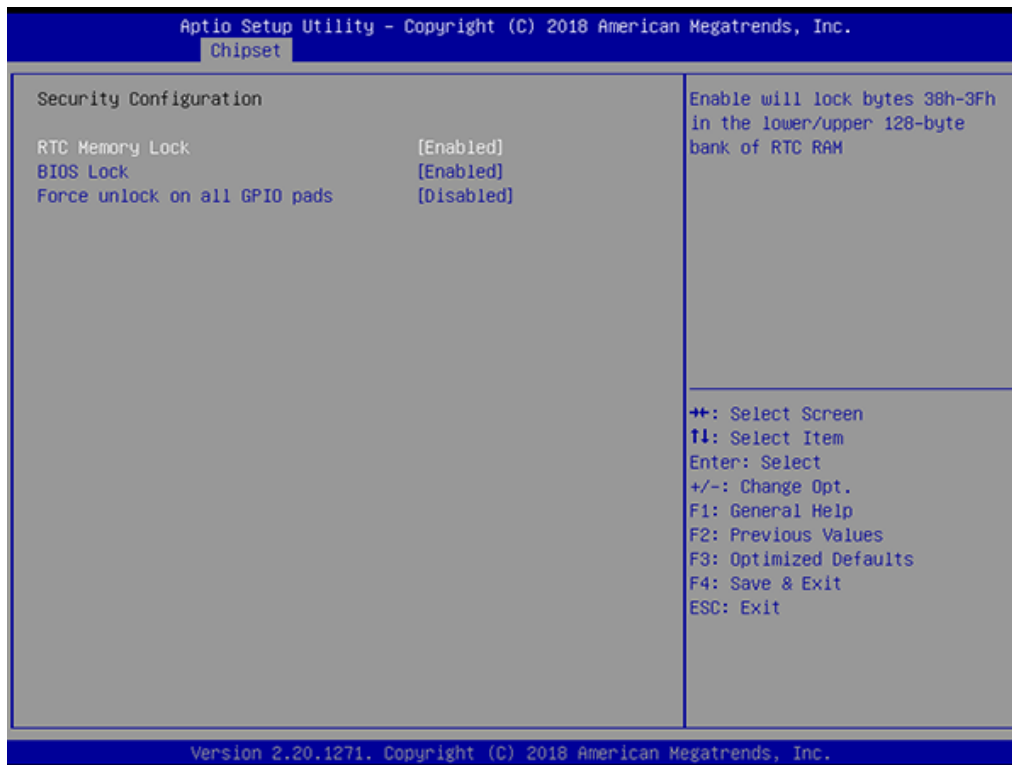 Aptio Setup Utility – Copyright (C) 2018 American Megatrends, Inc.
Chipset
Security Configuration
RTC Memory Lock [Enabled]
BIOS Lock [Enabled]
Force unlock on all GPIO pads [Disabled]
Enable will lock bytes 38h-3Fh
in the lower/upper 128-byte
bank of RTC RAM
→←: Select Screen
↑↓: Select Item
Enter: Select
+/-: Change Opt.
F1: General Help
F2: Previous Values
F3: Optimized Defaults
F4: Save & Exit
ESC: Exit
Version 2.20.1271. Copyright (C) 2018 American Megatrends, Inc.